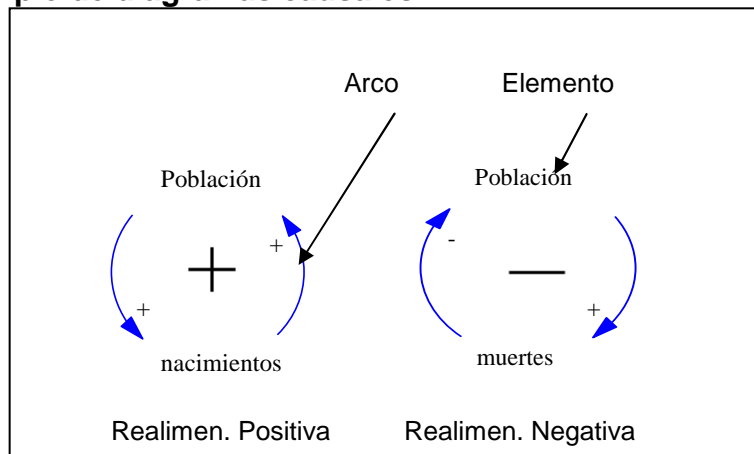 Arco Elemento
Población Población
+ -
+ +
nacimientos muertes
Realimen. Positiva Realimen. Negativa